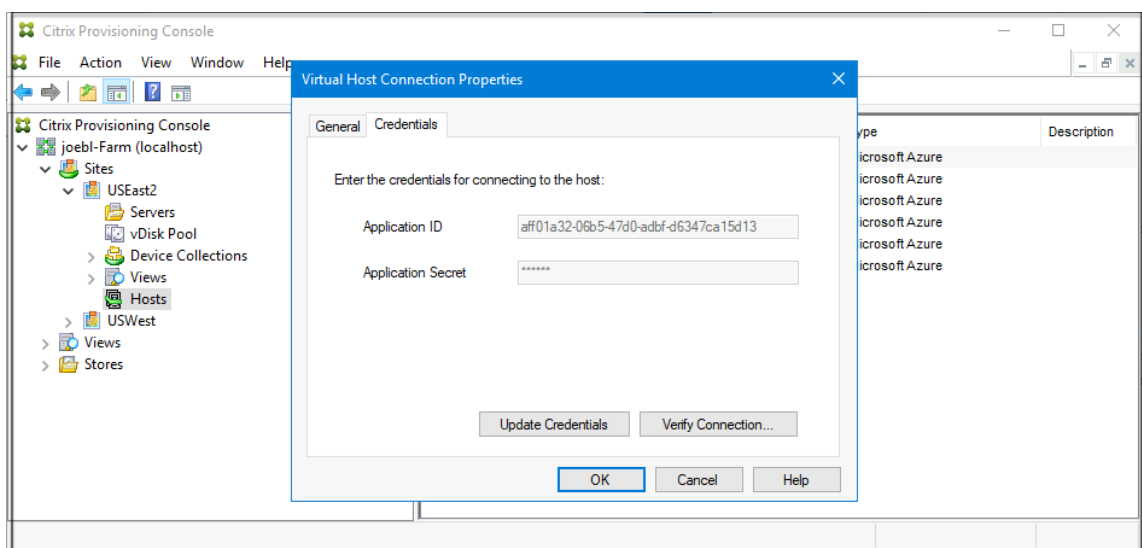 Citrix Provisioning Console
File Action View Window Help
Virtual Host Connection Properties
Citrix Provisioning Console
joebl-Farm (localhost)
Sites
USEast2
Servers
vDisk Pool
Device Collections
Views
Hosts
USWest
Views
Stores
General Credentials
Enter the credentials for connecting to the host:
Application ID aff01a32-06b5-47d0-adbf-d6347ca15d13
Application Secret ******
Update Credentials Verify Connection...
OK Cancel Help
ype Description
icrosoft Azure
icrosoft Azure
icrosoft Azure
icrosoft Azure
icrosoft Azure
icrosoft Azure